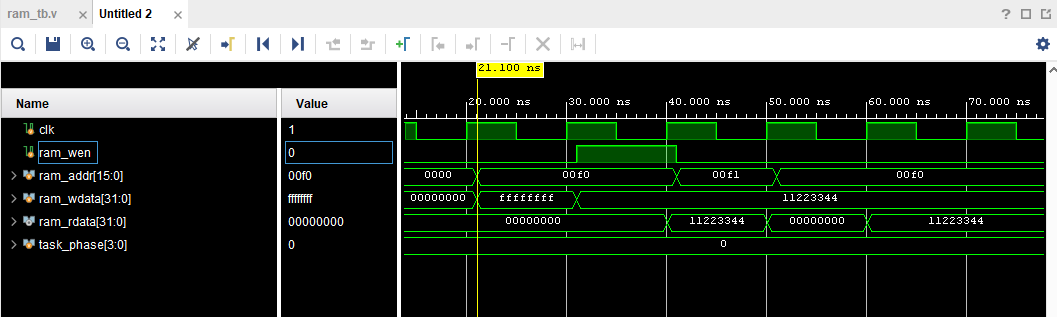 ram_tb.v × Untitled 2 × ?
21.100 ns
Name Value
20.000 ns 30.000 ns 40.000 ns 50.000 ns 60.000 ns 70.000 ns
clk 1
ram_wen 0
ram_addr[15:0] 00f0 0000 00f0 00f1 00f0
ram_wdata[31:0] ffffffff 00000000 ffffffff 11223344
ram_rdata[31:0] 00000000 00000000 11223344 00000000 11223344
task_phase[3:0] 0 0